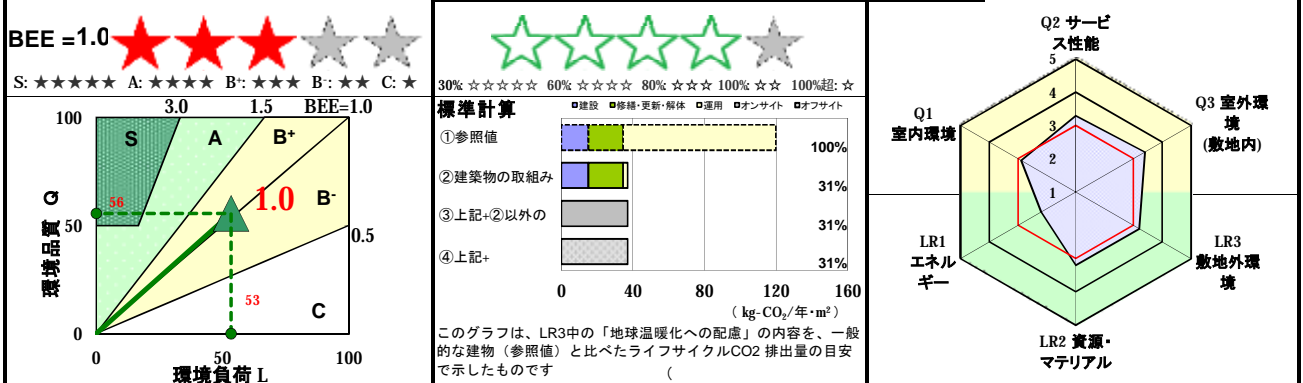 BEE =1.0
S: ★★★★★ A: ★★★★ B⁺: ★★★ B⁻: ★★ C: ★
3.0 1.5 BEE=1.0
100
S A B⁺
56
1.0
B⁻
50
0.5
53
C
0
0 50 100
環境品質 Q
環境負荷 L
30%: ☆☆☆☆☆ 60%: ☆☆☆☆ 80%: ☆☆☆ 100%: ☆☆ 100%超: ☆
標準計算
■建設 ■修繕・更新・解体 □運用 ■オンサイト ■オフサイト
①参照値 100%
②建築物の取組み 31%
③上記+②以外の 31%
④上記+ 31%
0 40 80 120 160
( kg-CO₂/年・m² )
このグラフは、LR3中の「地球温暖化への配慮」の内容を、一般
的な建物（参照値）と比べたライフサイクルCO2 排出量の目安
で示したものです (
Q2 サービ
ス性能
5
4
3
2
1
Q1
室内環境
Q3 室外環
境
(敷地内)
LR1
エネル
ギー
LR3
敷地外環
境
LR2 資源・
マテリアル